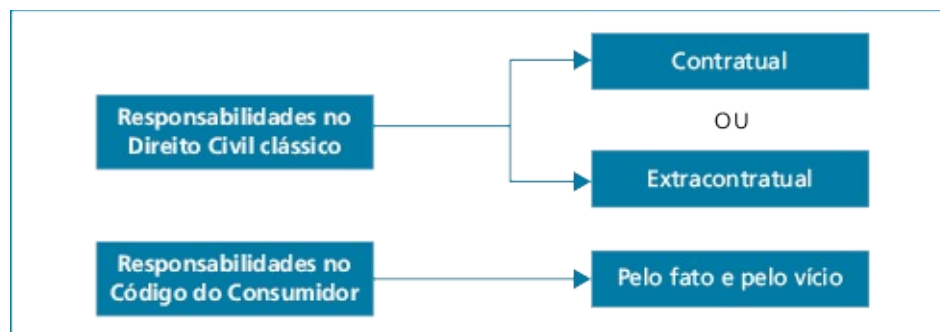 Responsabilidades no
Direito Civil clássico
Contratual
OU
Extracontratual
Responsabilidades no
Código do Consumidor
Pelo fato e pelo vício